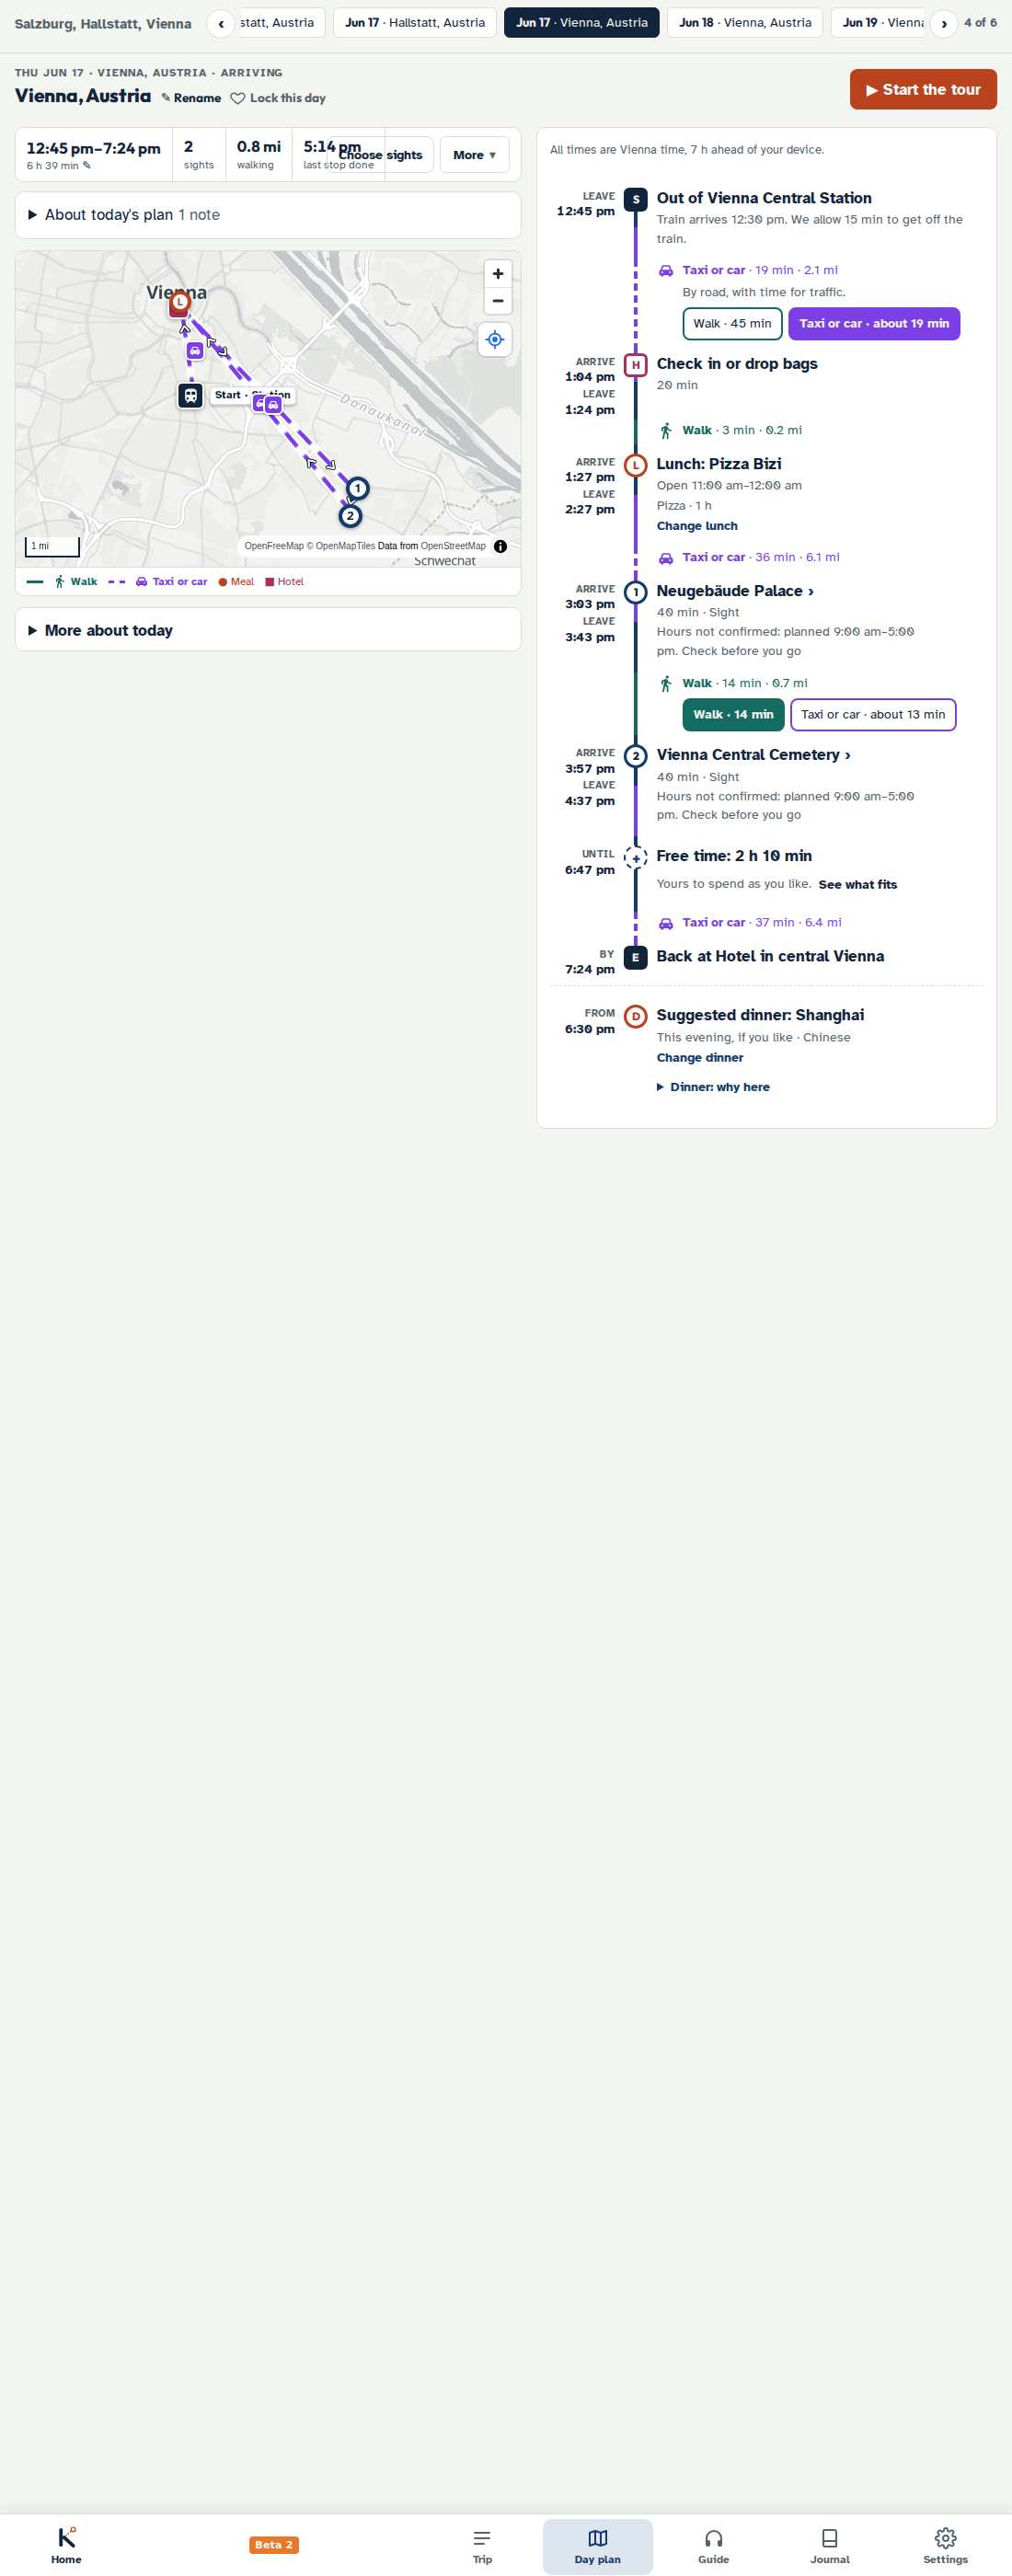 Salzburg, Hallstatt, Vienna ‹ statt, Austria Jun 17 · Hallstatt, Austria Jun 17 · Vienna, Austria Jun 18 · Vienna, Austria Jun 19 · Vienna › 4 of 6
THU JUN 17 · VIENNA, AUSTRIA · ARRIVING
Vienna, Austria ✎ Rename Lock this day
▶ Start the tour
12:45 pm–7:24 pm
6 h 39 min ✎
2
sights
0.8 mi
walking
5:14 pm
last stop done
Choose sights
More ▾
▶ About today's plan 1 note
Vienna
L
Start · Station
Donaukanal
1
2
Schwechat
+
−
1 mi
OpenFreeMap © OpenMapTiles Data from OpenStreetMap
Walk Taxi or car Meal Hotel
▶ More about today
All times are Vienna time, 7 h ahead of your device.
LEAVE
12:45 pm
S
Out of Vienna Central Station
Train arrives 12:30 pm. We allow 15 min to get off the
train.
Taxi or car · 19 min · 2.1 mi
By road, with time for traffic.
Walk · 45 min Taxi or car · about 19 min
ARRIVE
1:04 pm
LEAVE
1:24 pm
H
Check in or drop bags
20 min
Walk · 3 min · 0.2 mi
ARRIVE
1:27 pm
LEAVE
2:27 pm
L
Lunch: Pizza Bizi
Open 11:00 am–12:00 am
Pizza · 1 h
Change lunch
Taxi or car · 36 min · 6.1 mi
ARRIVE
3:03 pm
LEAVE
3:43 pm
1
Neugebäude Palace ›
40 min · Sight
Hours not confirmed: planned 9:00 am–5:00
pm. Check before you go
Walk · 14 min · 0.7 mi
Walk · 14 min Taxi or car · about 13 min
ARRIVE
3:57 pm
LEAVE
4:37 pm
2
Vienna Central Cemetery ›
40 min · Sight
Hours not confirmed: planned 9:00 am–5:00
pm. Check before you go
UNTIL
6:47 pm
+
Free time: 2 h 10 min
Yours to spend as you like. See what fits
Taxi or car · 37 min · 6.4 mi
BY
7:24 pm
E
Back at Hotel in central Vienna
FROM
6:30 pm
D
Suggested dinner: Shanghai
This evening, if you like · Chinese
Change dinner
▶ Dinner: why here
Home Beta 2 Trip Day plan Guide Journal Settings